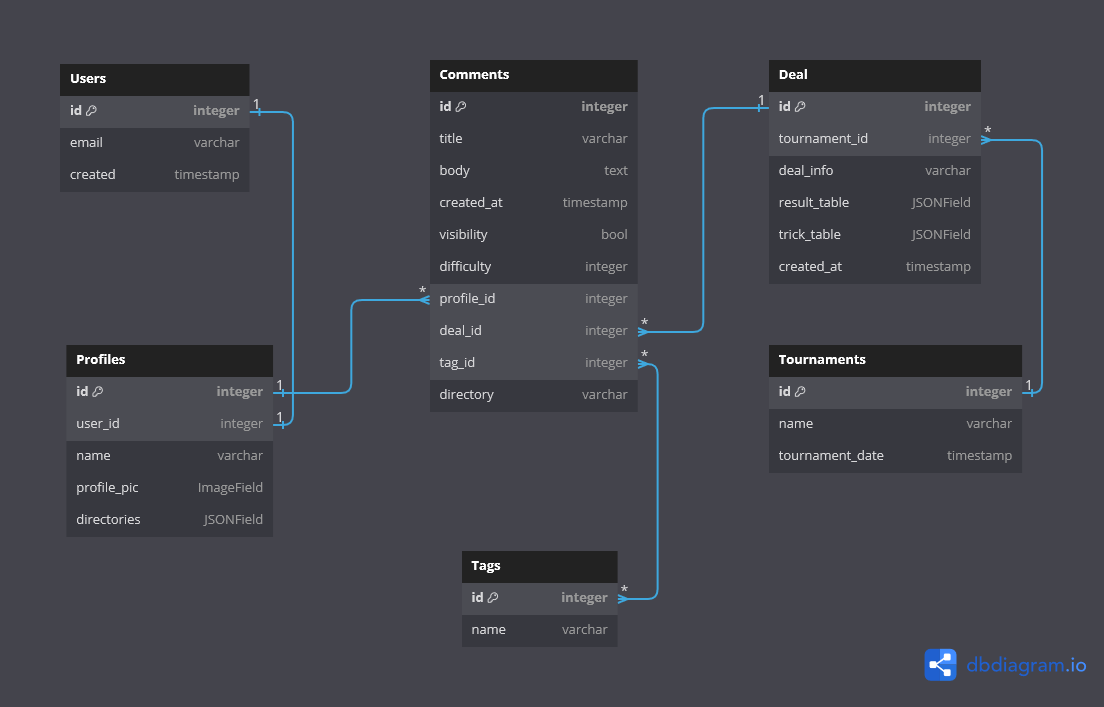 Users
id integer
email varchar
created timestamp
1
Profiles
id integer
user_id integer
name varchar
profile_pic ImageField
directories JSONField
1
1
Comments
id integer
title varchar
body text
created_at timestamp
visibility bool
difficulty integer
profile_id integer
deal_id integer
tag_id integer
directory varchar
*
*
*
Deal
id integer
tournament_id integer
deal_info varchar
result_table JSONField
trick_table JSONField
created_at timestamp
1
*
Tournaments
id integer
name varchar
tournament_date timestamp
1
Tags
id integer
name varchar
*
dbdiagram.io